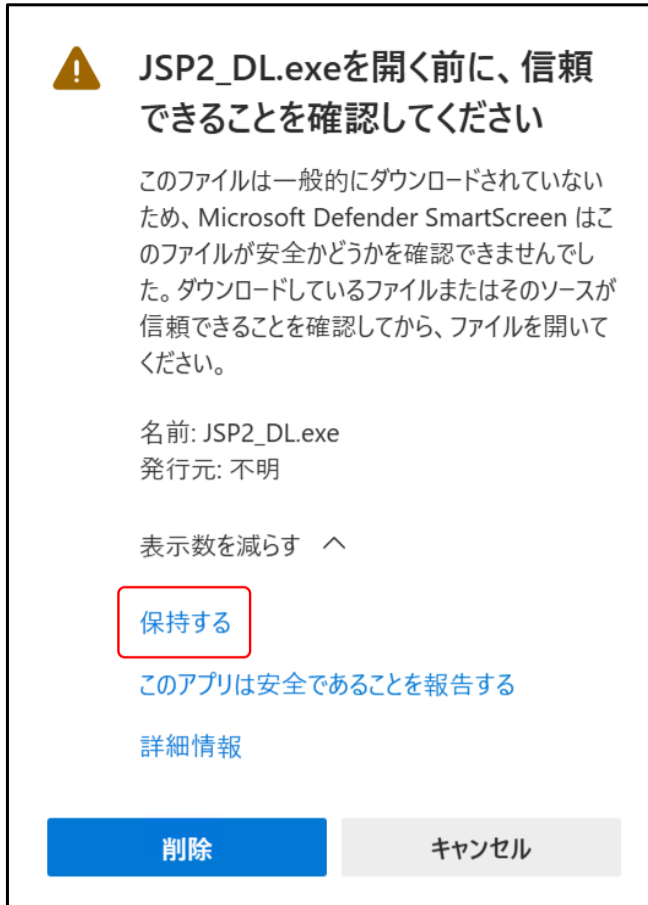 JSP2_DL.exeを開く前に、信頼
できることを確認してください
このファイルは一般的にダウンロードされていない
ため、Microsoft Defender SmartScreen はこ
のファイルが安全かどうかを確認できませんでし
た。ダウンロードしているファイルまたはそのソースが
信頼できることを確認してから、ファイルを開いて
ください。
名前: JSP2_DL.exe
発行元: 不明
表示数を減らす
保持する
このアプリは安全であることを報告する
詳細情報
削除
キャンセル